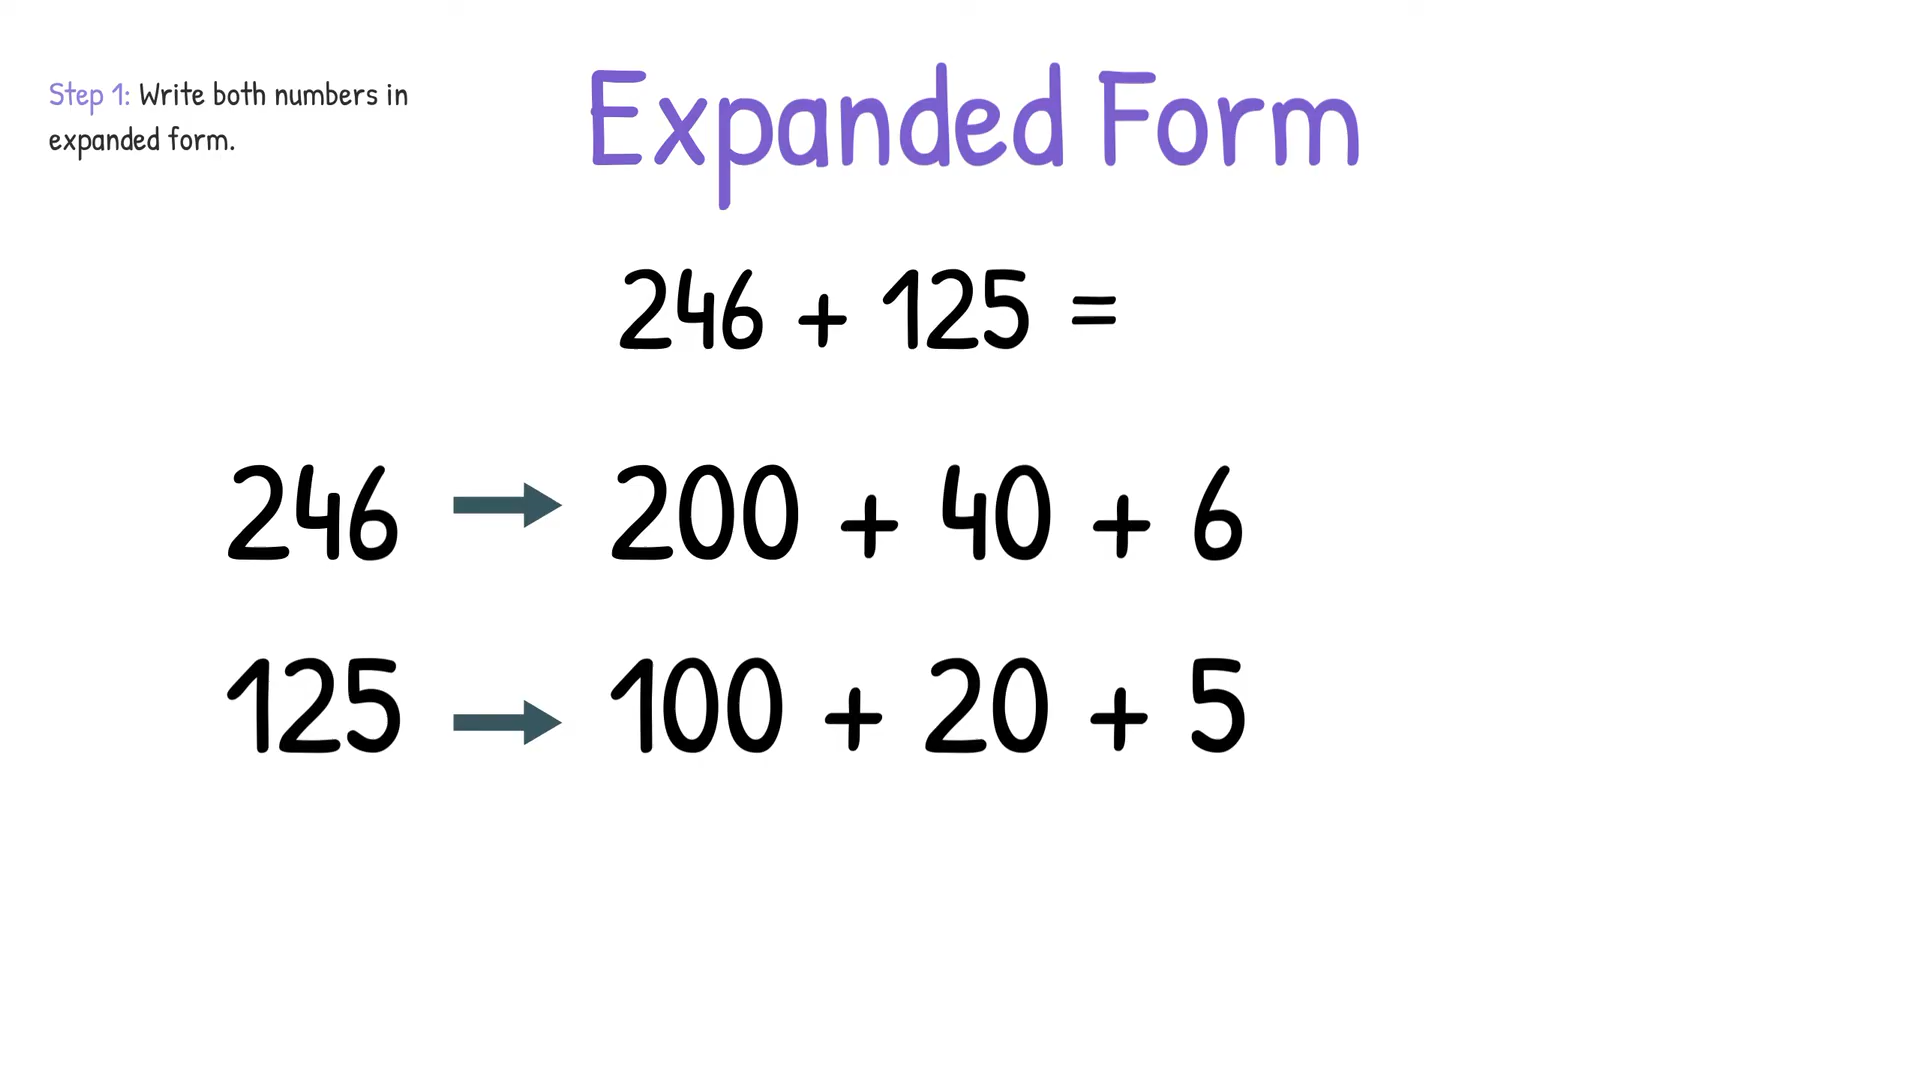 Step 1: Write both numbers in
expanded form.
Expanded Form
246 + 125 =
246 → 200 + 40 + 6
125 → 100 + 20 + 5